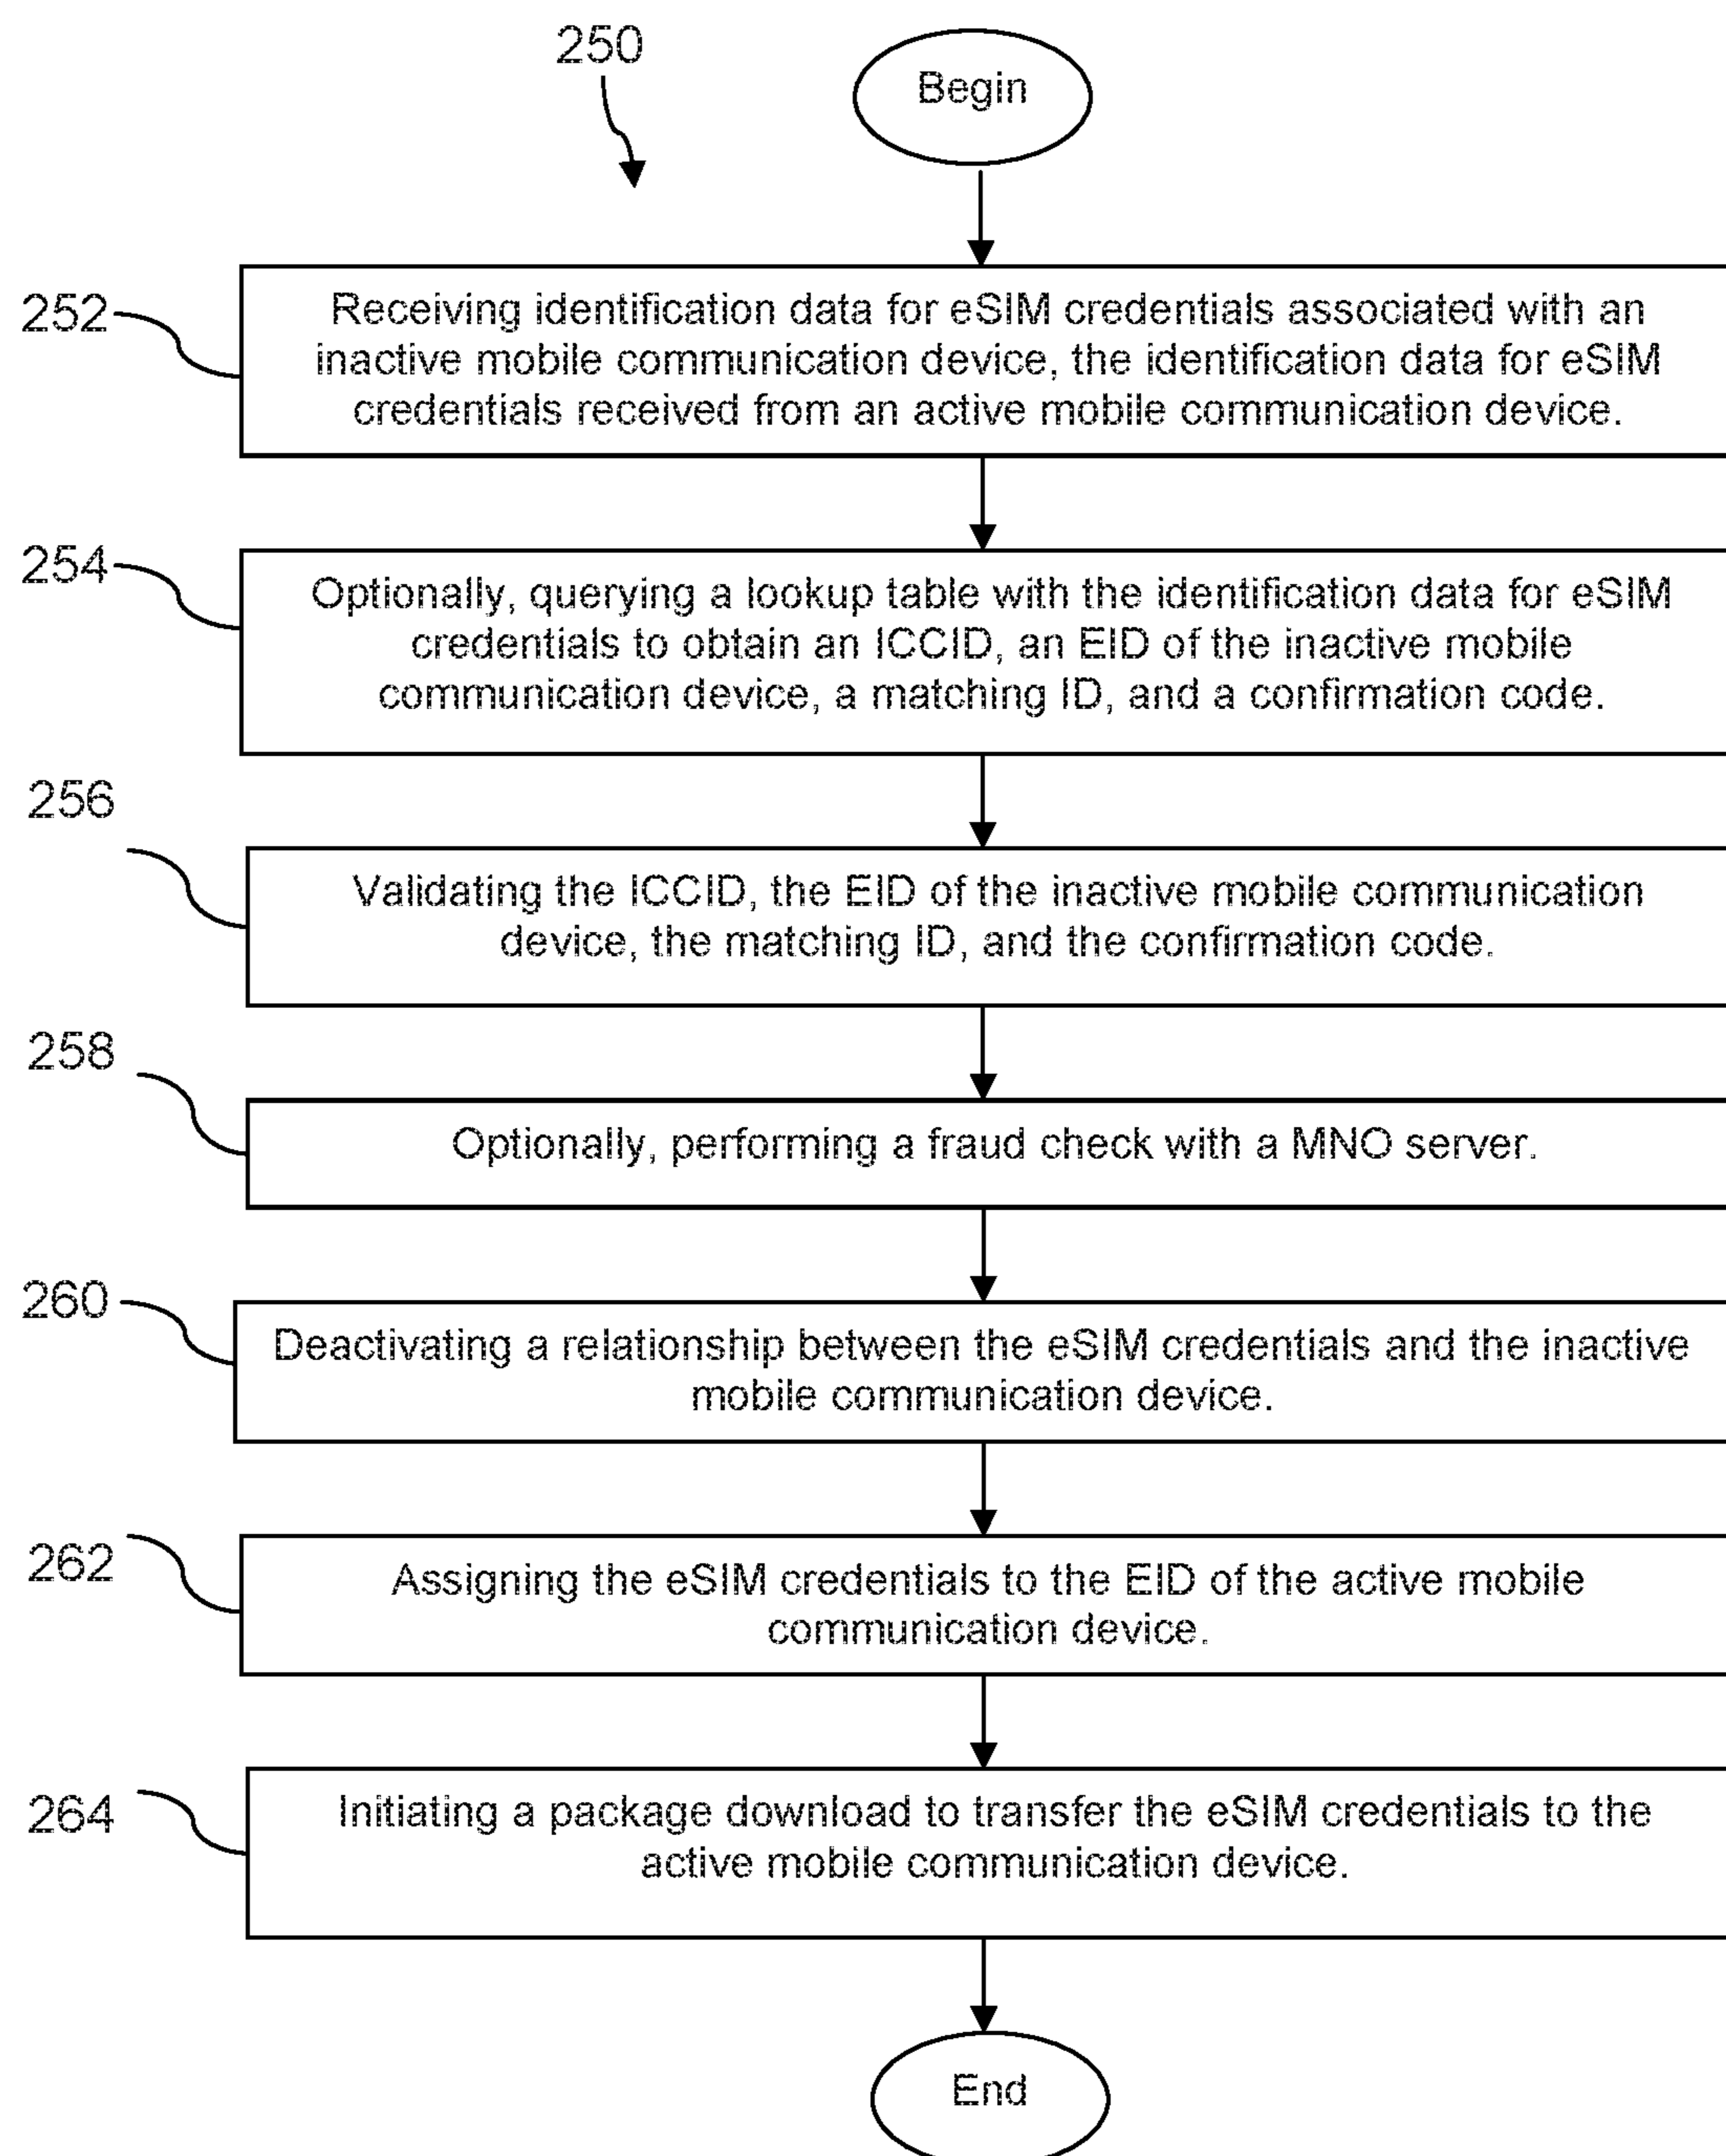 250
Begin
252
Receiving identification data for eSIM credentials associated with an
inactive mobile communication device, the identification data for eSIM
credentials received from an active mobile communication device.
254
Optionally, querying a lookup table with the identification data for eSIM
credentials to obtain an ICCID, an EID of the inactive mobile
communication device, a matching ID, and a confirmation code.
256
Validating the ICCID, the EID of the inactive mobile communication
device, the matching ID, and the confirmation code.
258
Optionally, performing a fraud check with a MNO server.
260
Deactivating a relationship between the eSIM credentials and the inactive
mobile communication device.
262
Assigning the eSIM credentials to the EID of the active mobile
communication device.
264
Initiating a package download to transfer the eSIM credentials to the
active mobile communication device.
End